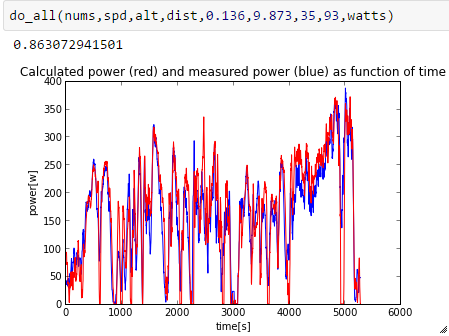 do_all(nums,spd,alt,dist,0.136,9.873,35,93,watts)
0.863072941501
Calculated power (red) and measured power (blue) as function of time
400
350
300
250
200
150
100
50
0
power[w]
0 1000 2000 3000 4000 5000 6000
time[s]